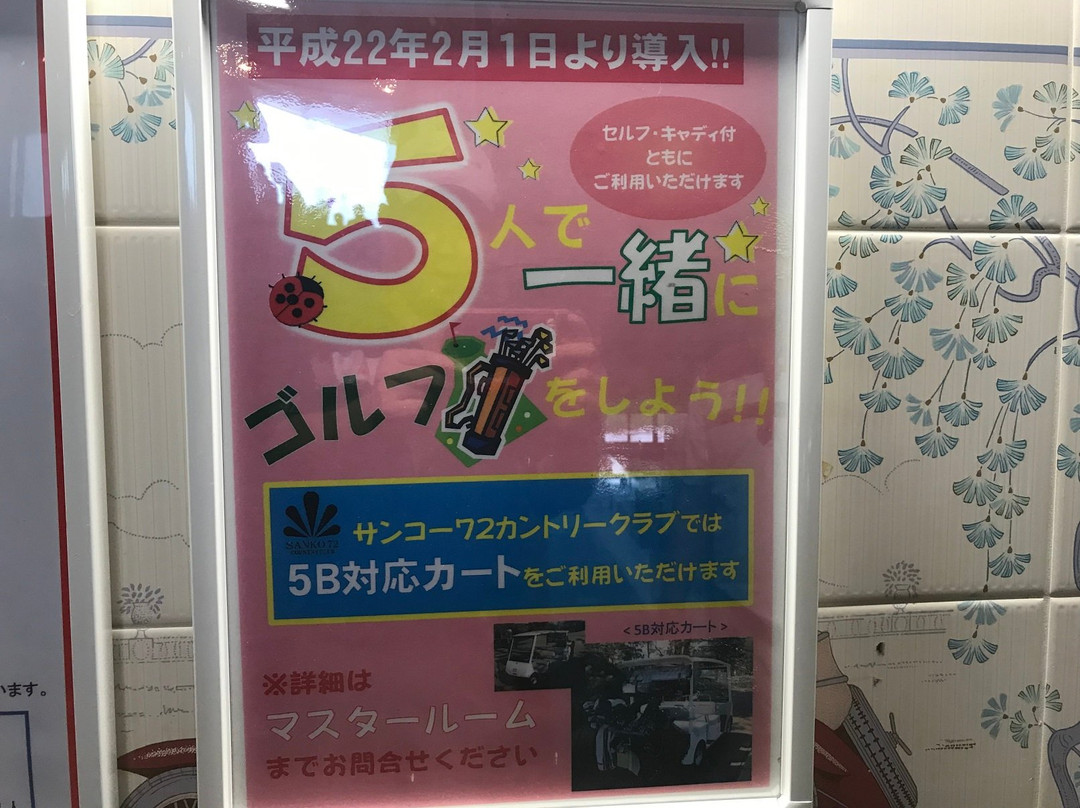 平成22年2月1日より導入!!
セルフ・キャディ付
ともに
ご利用いただけます
5人で
一緒に
ゴルフをしよう!!
サンコー72カントリークラブでは
SANKO 72
5B対応カートをご利用いただけます
<5B対応カート>
※詳細は
マスタールーム
までお問合せください
います。